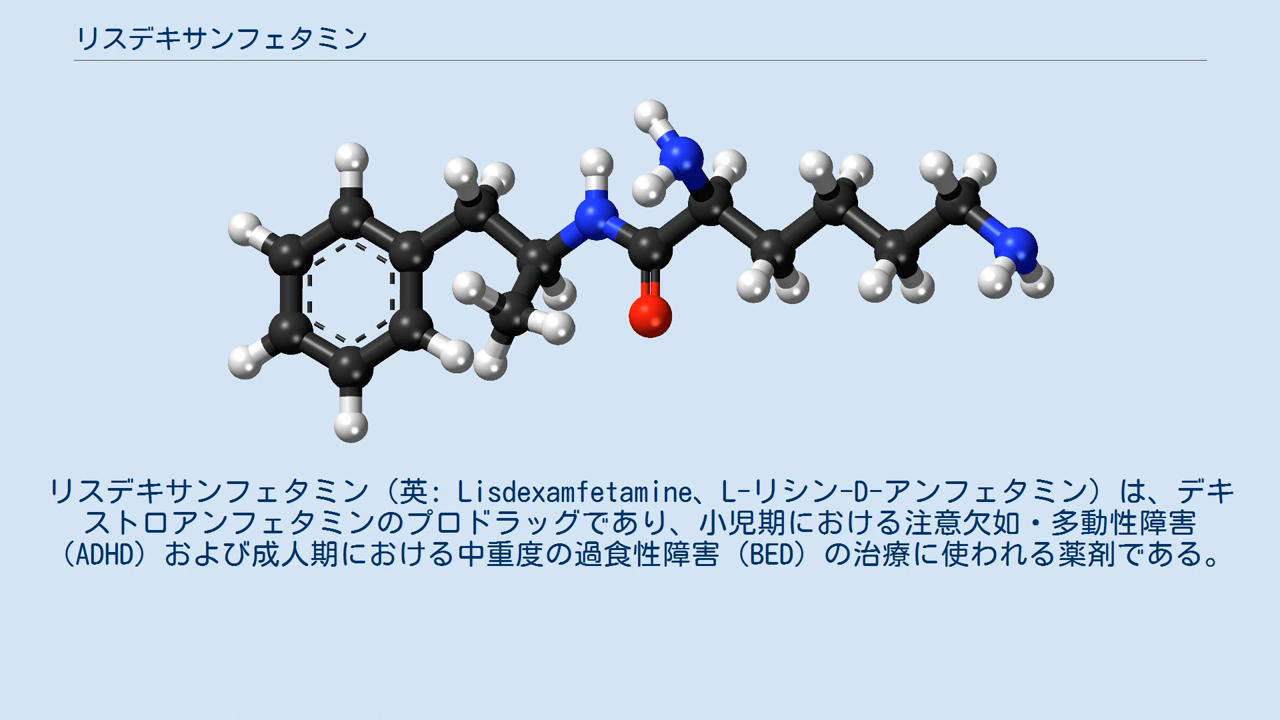 リスデキサンフェタミン
リスデキサンフェタミン（英: Lisdexamfetamine、L-リシン-D-アンフェタミン）は、デキ
ストロアンフェタミンのプロドラッグであり、小児期における注意欠如・多動性障害
（ADHD）および成人期における中重度の過食性障害（BED）の治療に使われる薬剤である。